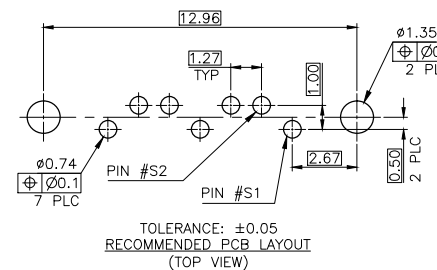 12.96
1.27
TYP
1.00
ø1.35
⌖ Ø0
2 PL
ø0.74
⌖ Ø0.1
7 PLC
PIN #S2
PIN #S1
2.67
0.50
2 PLC
TOLERANCE: ±0.05
RECOMMENDED PCB LAYOUT
(TOP VIEW)